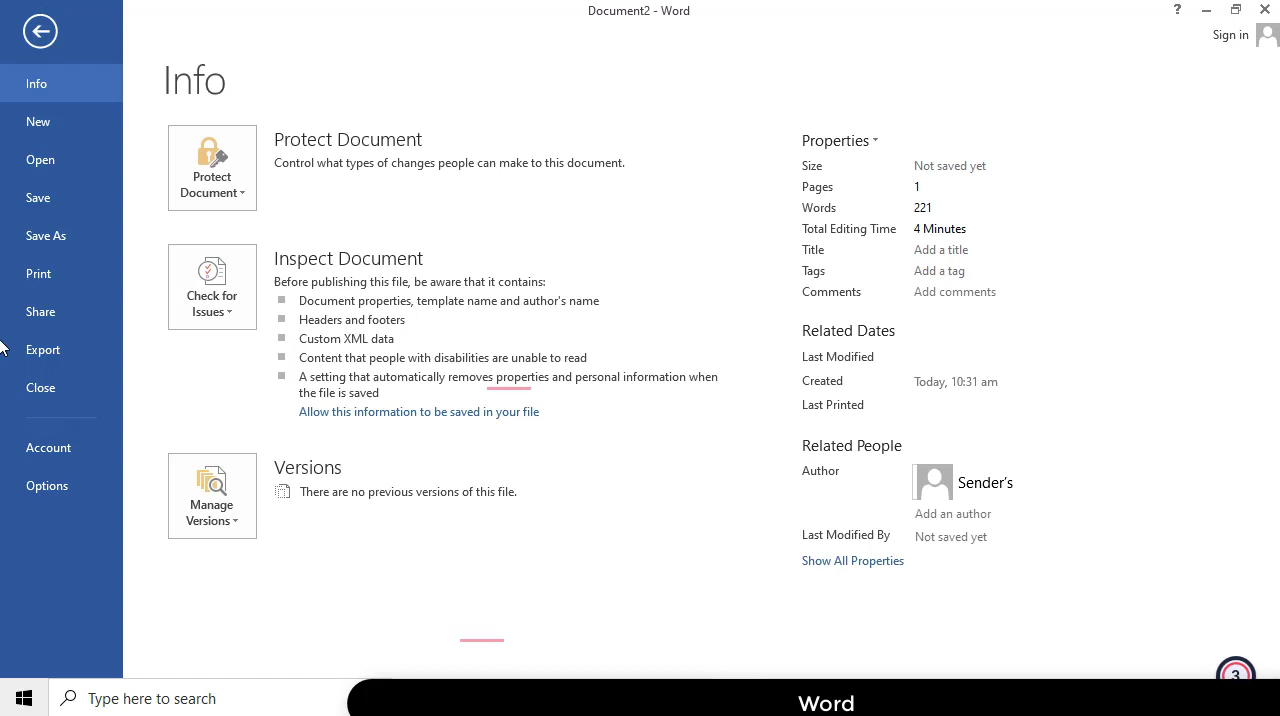 Document2 - Word
?
Sign in
Info
New
Open
Save
Save As
Print
Share
Export
Close
Account
Options
Info
Protect Document
Protect Document
Control what types of changes people can make to this document.
Check for Issues
Inspect Document
Before publishing this file, be aware that it contains:
Document properties, template name and author's name
Headers and footers
Custom XML data
Content that people with disabilities are unable to read
A setting that automatically removes properties and personal information when
the file is saved
Allow this information to be saved in your file
Manage Versions
Versions
There are no previous versions of this file.
Properties
Size Not saved yet
Pages 1
Words 221
Total Editing Time 4 Minutes
Title Add a title
Tags Add a tag
Comments Add comments
Related Dates
Last Modified
Created Today, 10:31 am
Last Printed
Related People
Author Sender's
Add an author
Last Modified By Not saved yet
Show All Properties
3
Type here to search
Word